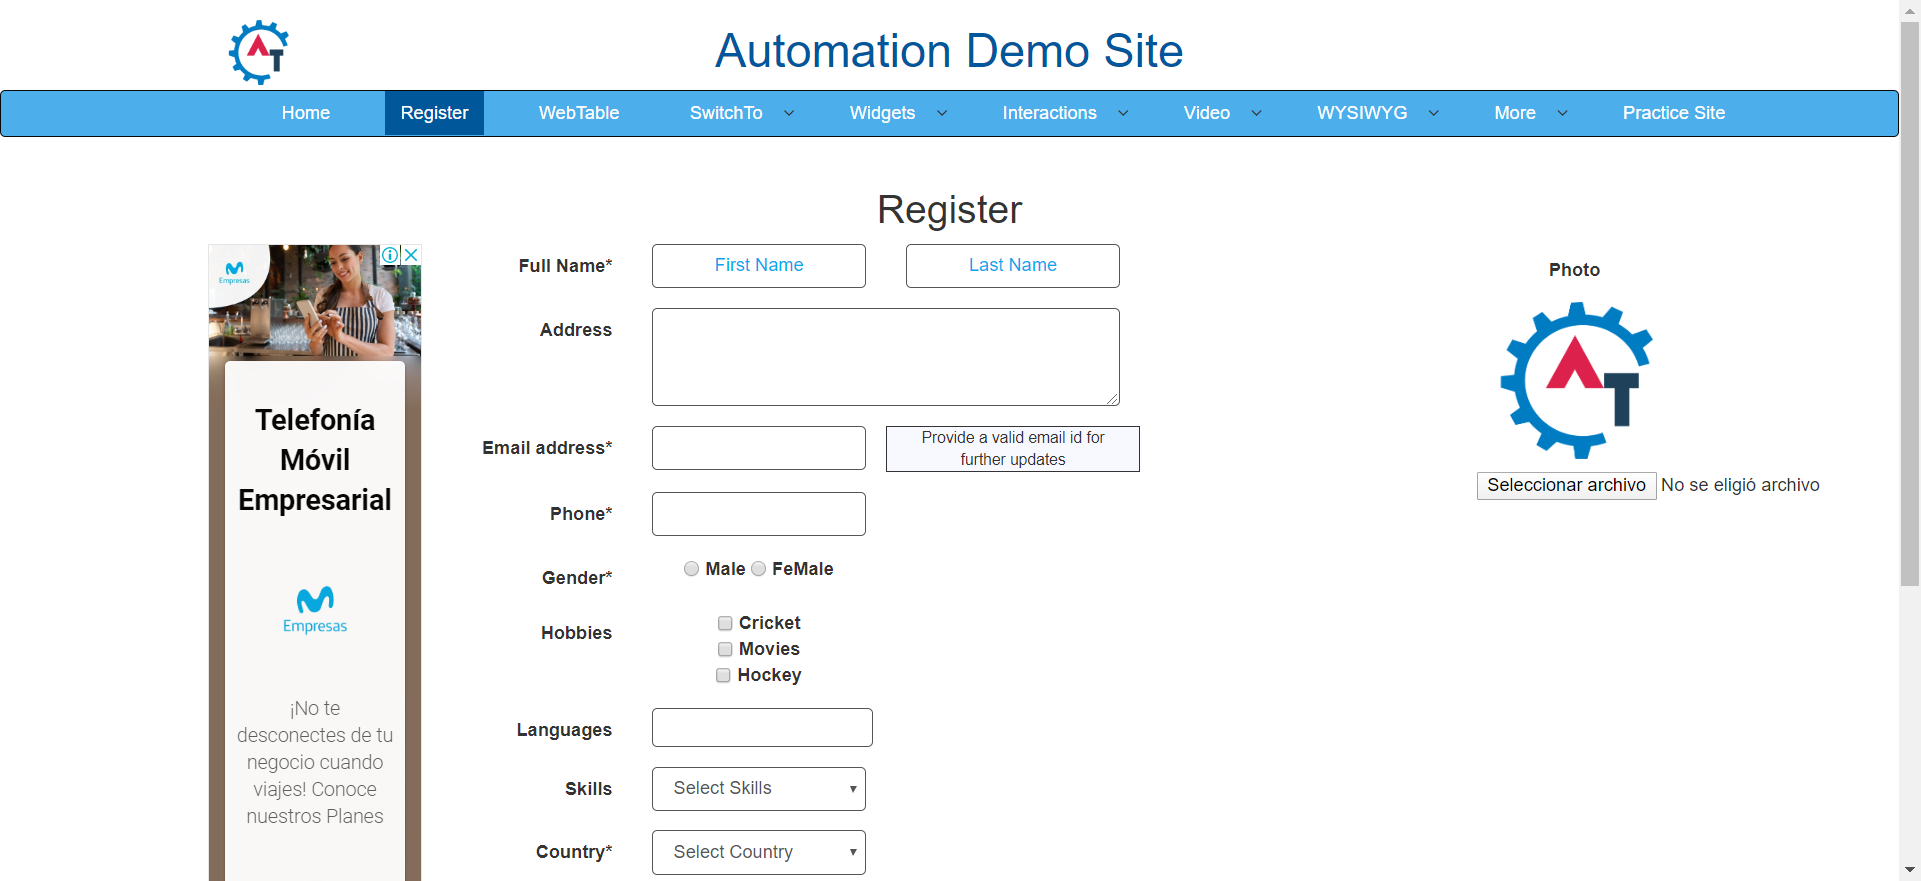 Automation Demo Site
Home Register WebTable SwitchTo Widgets Interactions Video WYSIWYG More Practice Site
Register
Empresas
Telefonía
Móvil
Empresarial
Empresas
¡No te
desconectes de tu
negocio cuando
viajes! Conoce
nuestros Planes
Full Name* First Name Last Name
Address
Email address*
Provide a valid email id for
further updates
Phone*
Gender* Male FeMale
Hobbies Cricket
Movies
Hockey
Languages
Skills Select Skills
Country* Select Country
Photo
AT
Seleccionar archivo No se eligió archivo